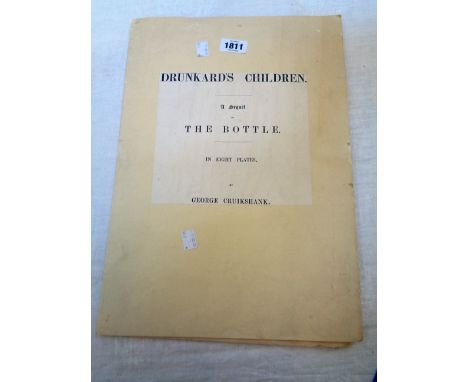 1811
DRUNKARD'S CHILDREN.
A Sequel
TO
THE BOTTLE.
IN EIGHT PLATES,
BY
GEORGE CRUIKSHANK.